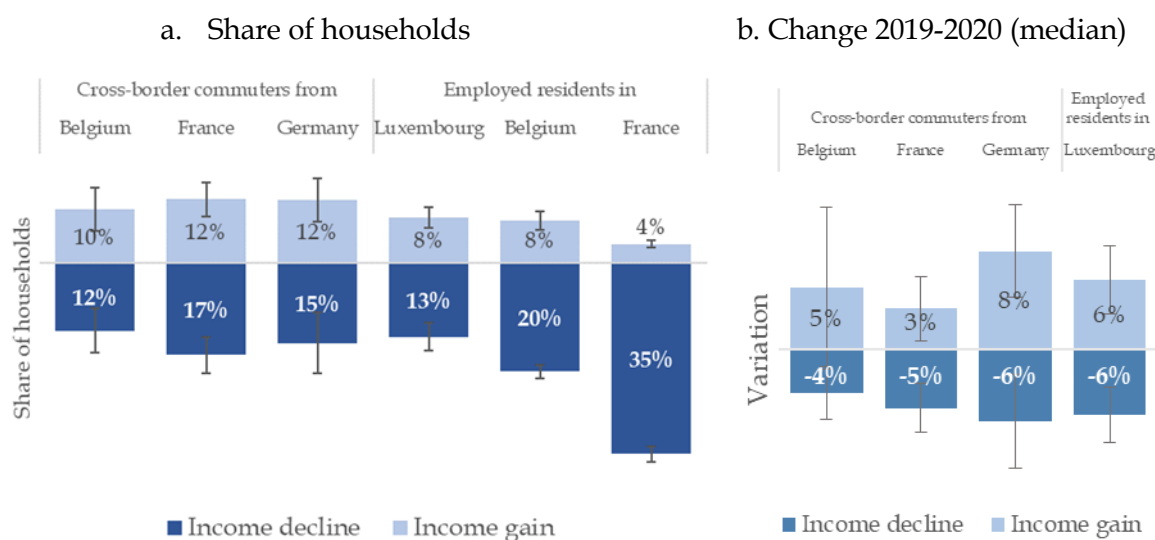 a. Share of households
Cross-border commuters from
Employed residents in
Belgium France Germany Luxembourg Belgium France
Share of households
10% 12% 12% 8% 8% 4%
12% 17% 15% 13% 20% 35%
Income decline Income gain
b. Change 2019-2020 (median)
Cross-border commuters from
Employed
residents in
Belgium France Germany Luxembourg
Variation
5% 3% 8% 6%
-4% -5% -6% -6%
Income decline Income gain